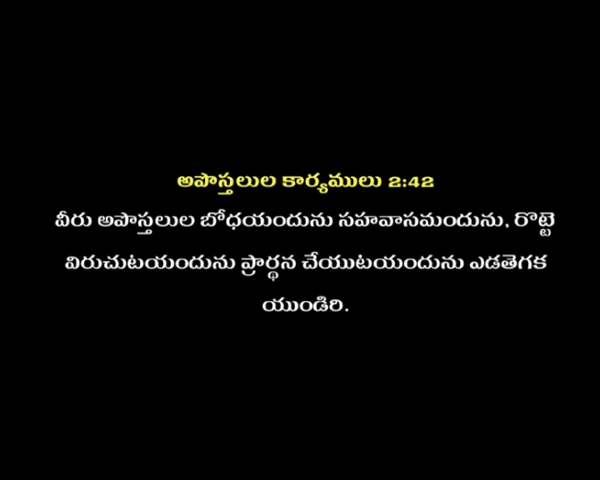 అపొస్తలుల కార్యములు 2:42
వీరు అపొస్తలుల బోధయందును సహవాసమందును, రొట్టె
విరుచుటయందును ప్రార్థన చేయుటయందును ఎడతెగక
యుండిరి.